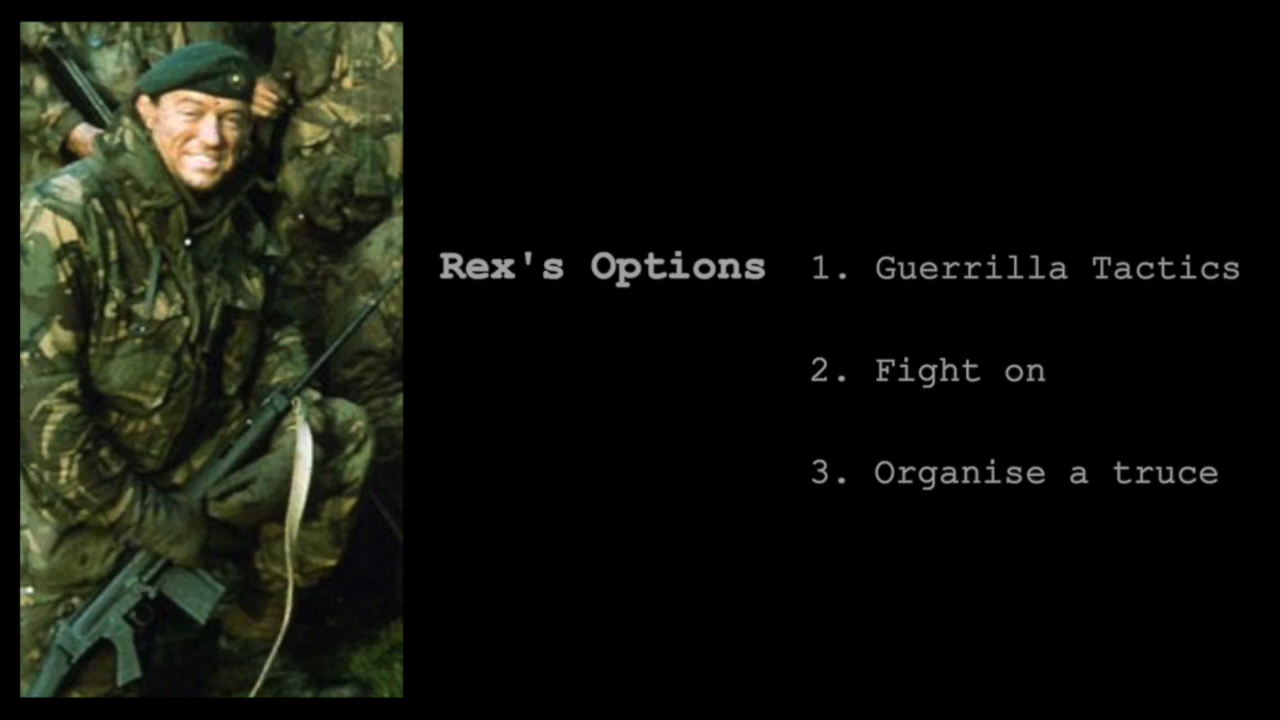 Rex's Options
1. Guerrilla Tactics
2. Fight on
3. Organise a truce